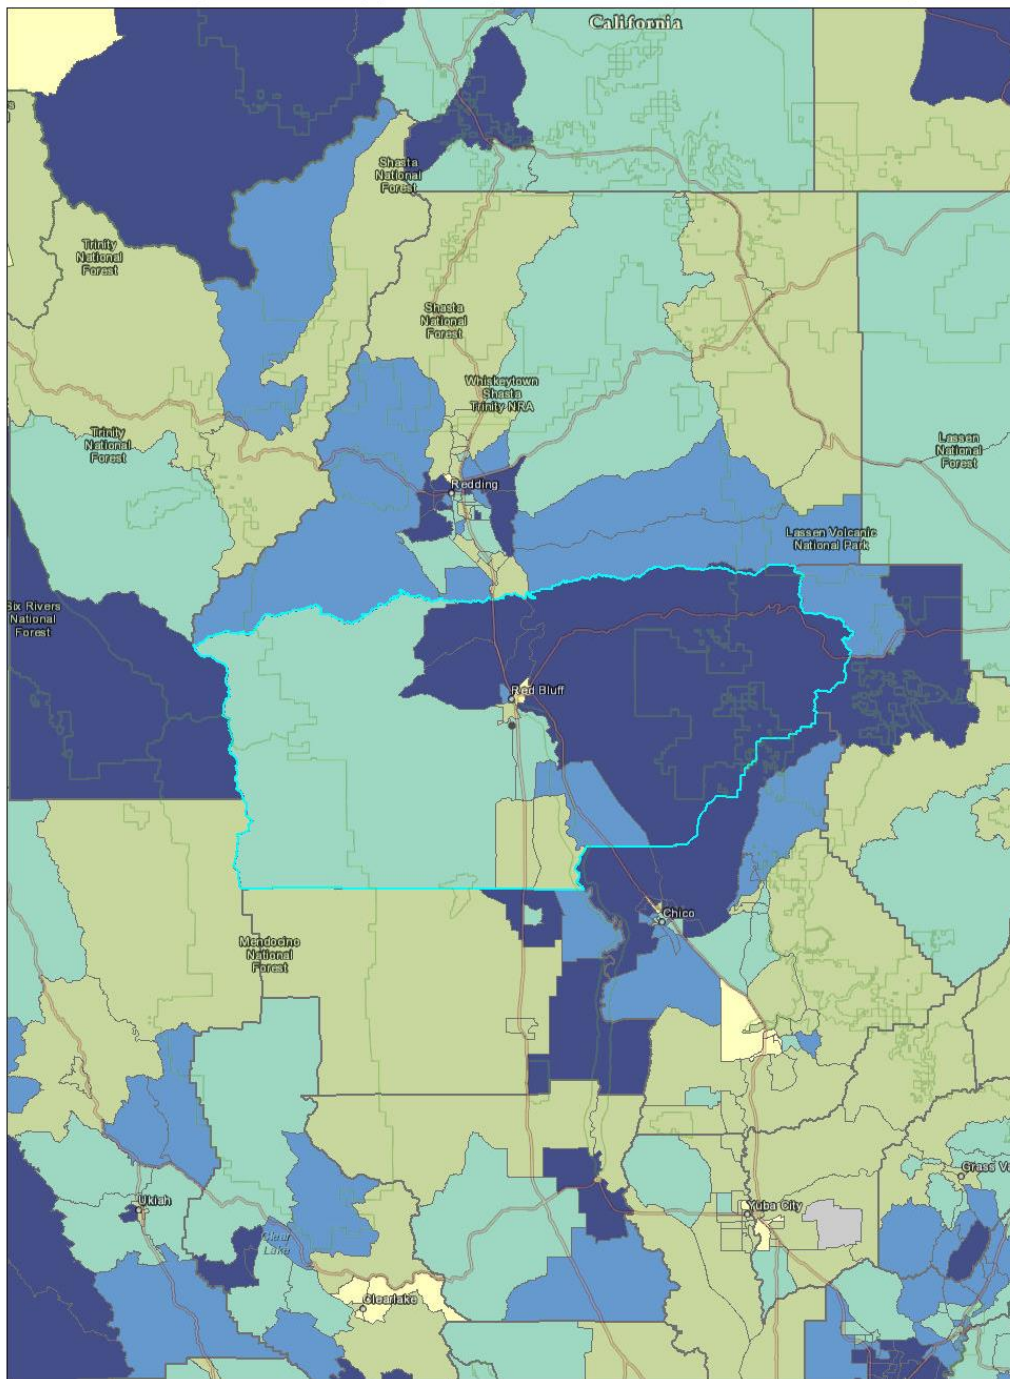 California
Shasta
National
Forest
Trinity
National
Forest
Shasta
National
Forest
Whiskeytown
Shasta
Trinity NRA
Trinity
National
Forest
Lassen
National
Forest
Redding
Lassen Volcanic
National Park
Six Rivers
National
Forest
Red Bluff
Chico
Mendocino
National
Forest
Grass Va
Ukiah
Yuba City
Clear
Lake
Clearlake